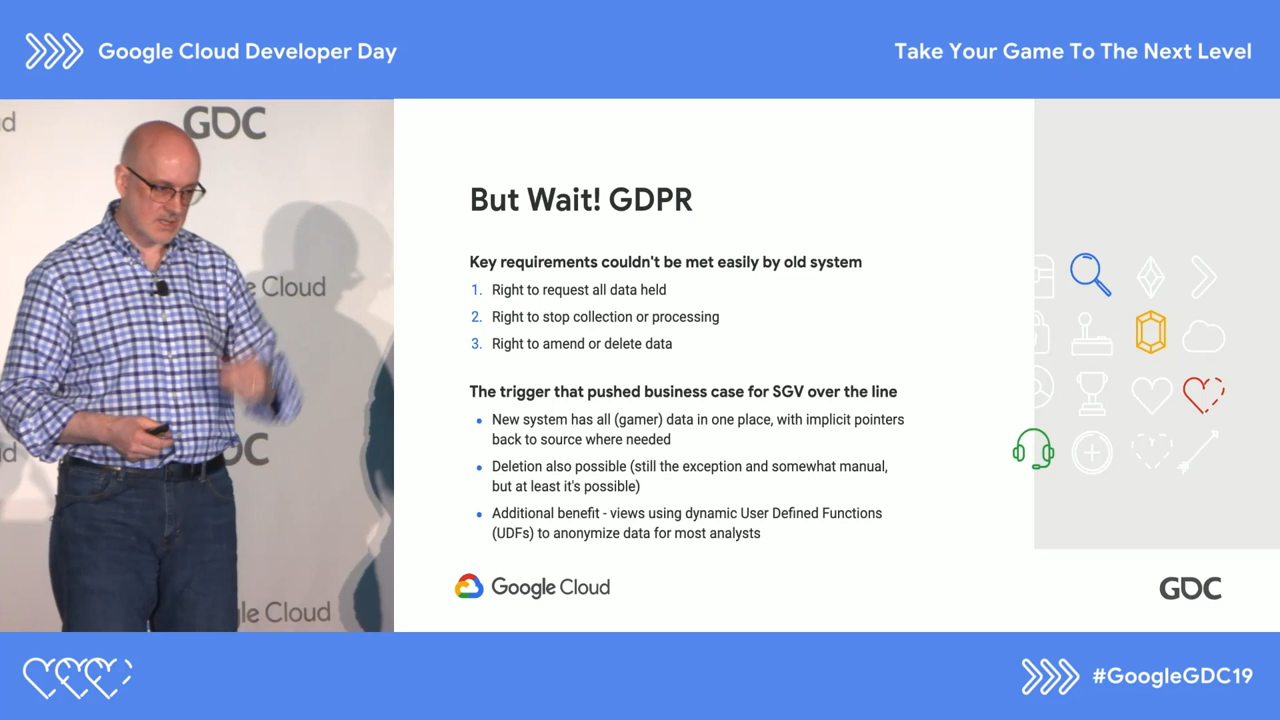 Google Cloud Developer Day
Take Your Game To The Next Level
GDC
d
e Cloud
d
DC
gle Cloud
But Wait! GDPR
Key requirements couldn't be met easily by old system
1. Right to request all data held
2. Right to stop collection or processing
3. Right to amend or delete data
The trigger that pushed business case for SGV over the line
• New system has all (gamer) data in one place, with implicit pointers
back to source where needed
• Deletion also possible (still the exception and somewhat manual,
but at least it's possible)
• Additional benefit - views using dynamic User Defined Functions
(UDFs) to anonymize data for most analysts
Google Cloud
GDC
#GoogleGDC19